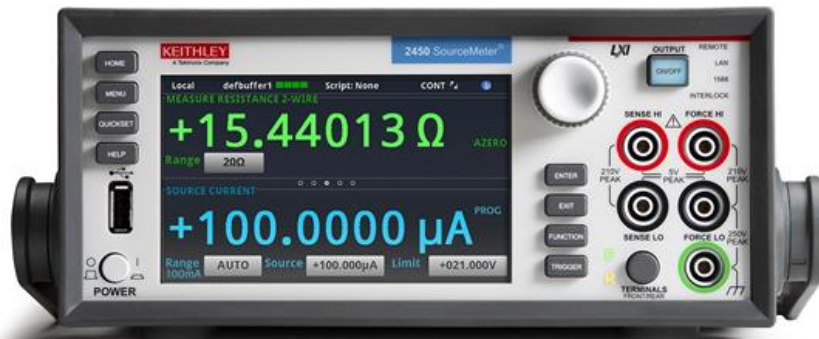 KEITHLEY
A Tektronix Company
2450 SourceMeter®
LXI
OUTPUT
ON/OFF
REMOTE
LAN
1588
INTERLOCK
HOME
MENU
QUICKSET
HELP
Local defbuffer1 Script: None CONT
MEASURE RESISTANCE 2-WIRE
+15.44013 Ω
AZERO
Range 20Ω
SOURCE CURRENT
+100.0000 µA
PROG
Range AUTO Source +100.000µA Limit +021.000V
100mA
ENTER
EXIT
FUNCTION
TRIGGER
SENSE HI
FORCE HI
210V PEAK
5V PEAK
210V PEAK
SENSE LO
FORCE LO
250V PEAK
F
R
TERMINALS
FRONT/REAR
POWER